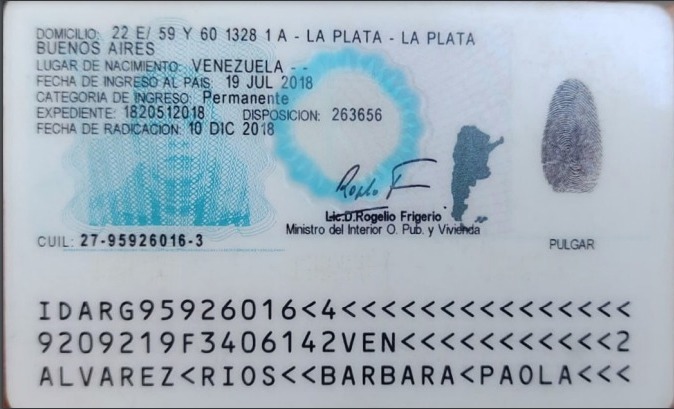 DOMICILIO: 22 E/ 59 Y 60 1328 1 A - LA PLATA - LA PLATA
BUENOS AIRES
LUGAR DE NACIMIENTO: VENEZUELA - -
FECHA DE INGRESO AL PAIS: 19 JUL 2018
CATEGORIA DE INGRESO: Permanente
EXPEDIENTE: 1820512018 DISPOSICION: 263656
FECHA DE RADICACION: 10 DIC 2018
Lic.D.Rogelio Frigerio
Ministro del Interior O. Pub. y Vivienda
CUIL: 27-95926016-3
PULGAR
IDARG95926016<4<<<<<<<<<<<<<<<
9209219F3406142VEN<<<<<<<<<<<2
ALVAREZ<RIOS<<BARBARA<PAOLA<<<